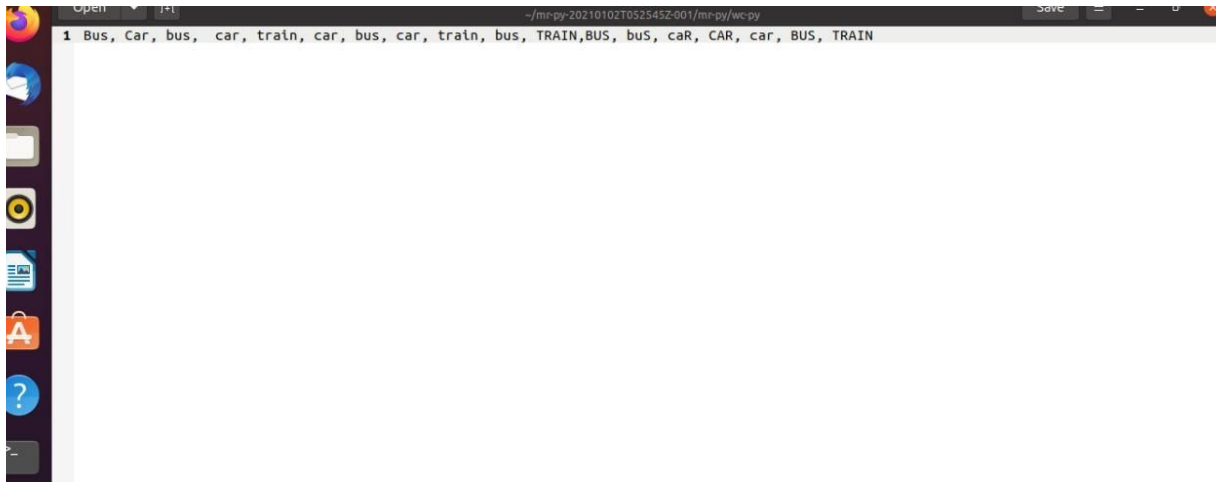 Open
~/mr-py-20210102T052545Z-001/mr-py/wc-py
Save
1 Bus, Car, bus,  car, train, car, bus, car, train, bus, TRAIN,BUS, buS, caR, CAR, car, BUS, TRAIN